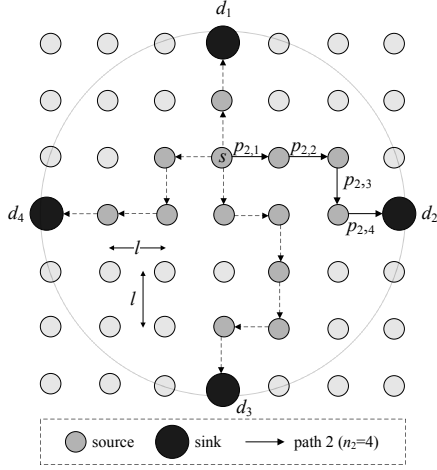 d1
s p2,1 p2,2
p2,3
d4 d2
p2,4
l
l
d3
source sink path 2 (n2=4)